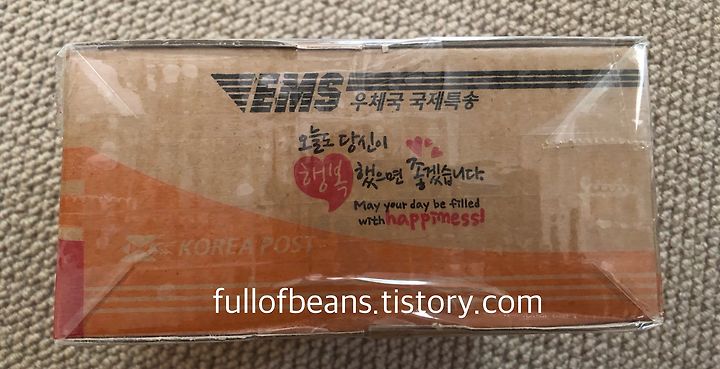 EMS 우체국 국제특송
오늘도 당신이
행복 했으면 좋겠습니다.
May your day be filled
with happiness!
KOREA POST
fullofbeans.tistory.com